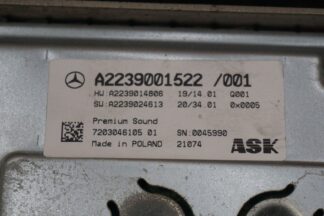 A2239001522 /001
HW:A2239014806 19/14.01 Q001
SW:A2239024613 20/34.01 0x0005
Premium Sound
7203046105 01 SN:0045990
Made in POLAND 21074 ASK